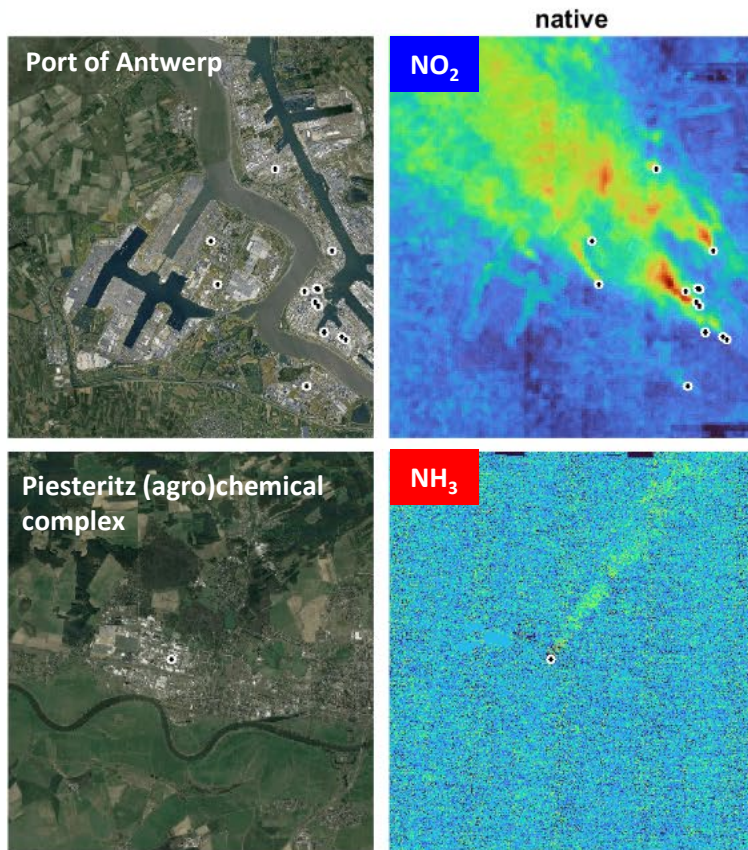 native
Port of Antwerp
NO₂
Piesteritz (agro)chemical
complex
NH₃